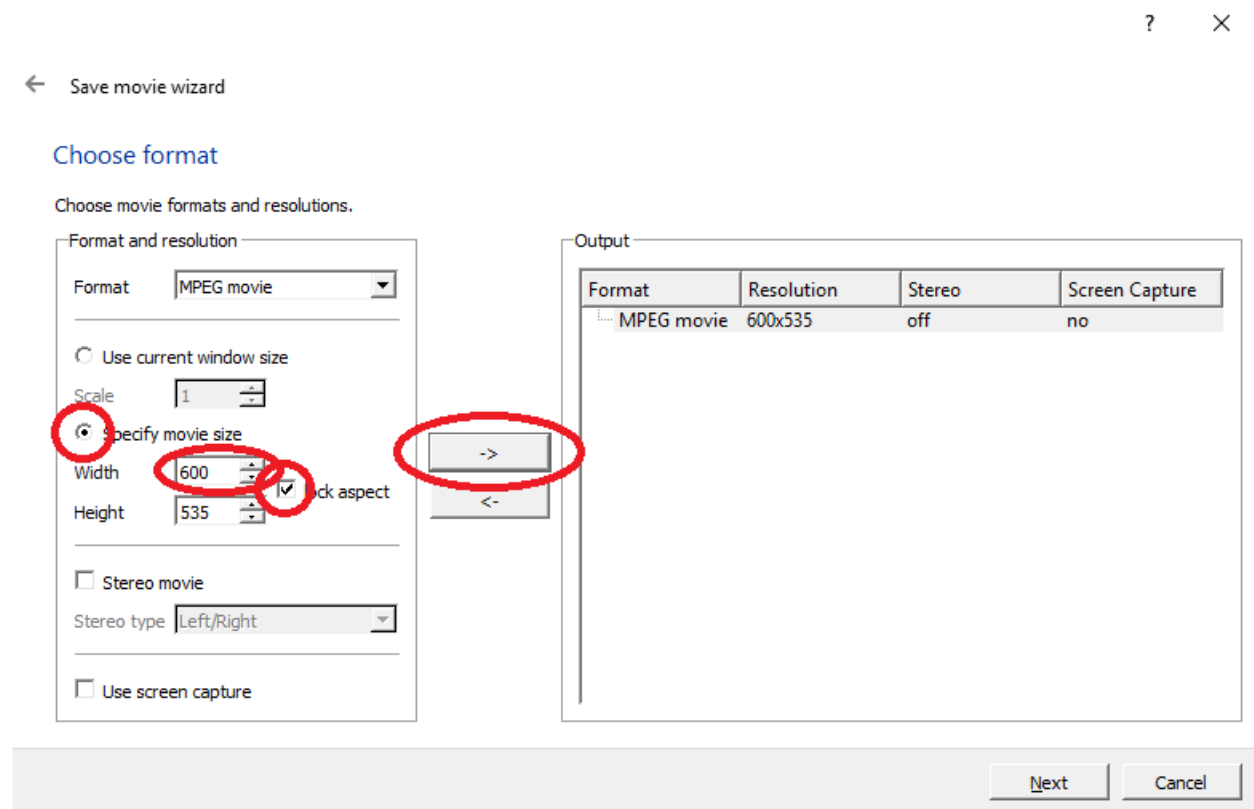 ?
Save movie wizard
Choose format
Choose movie formats and resolutions.
Format and resolution
Format MPEG movie
Use current window size
Scale 1
Specify movie size
Width 600
Lock aspect
Height 535
Stereo movie
Stereo type Left/Right
Use screen capture
->
<-
Output
Format Resolution Stereo Screen Capture
MPEG movie 600x535 off no
Next Cancel